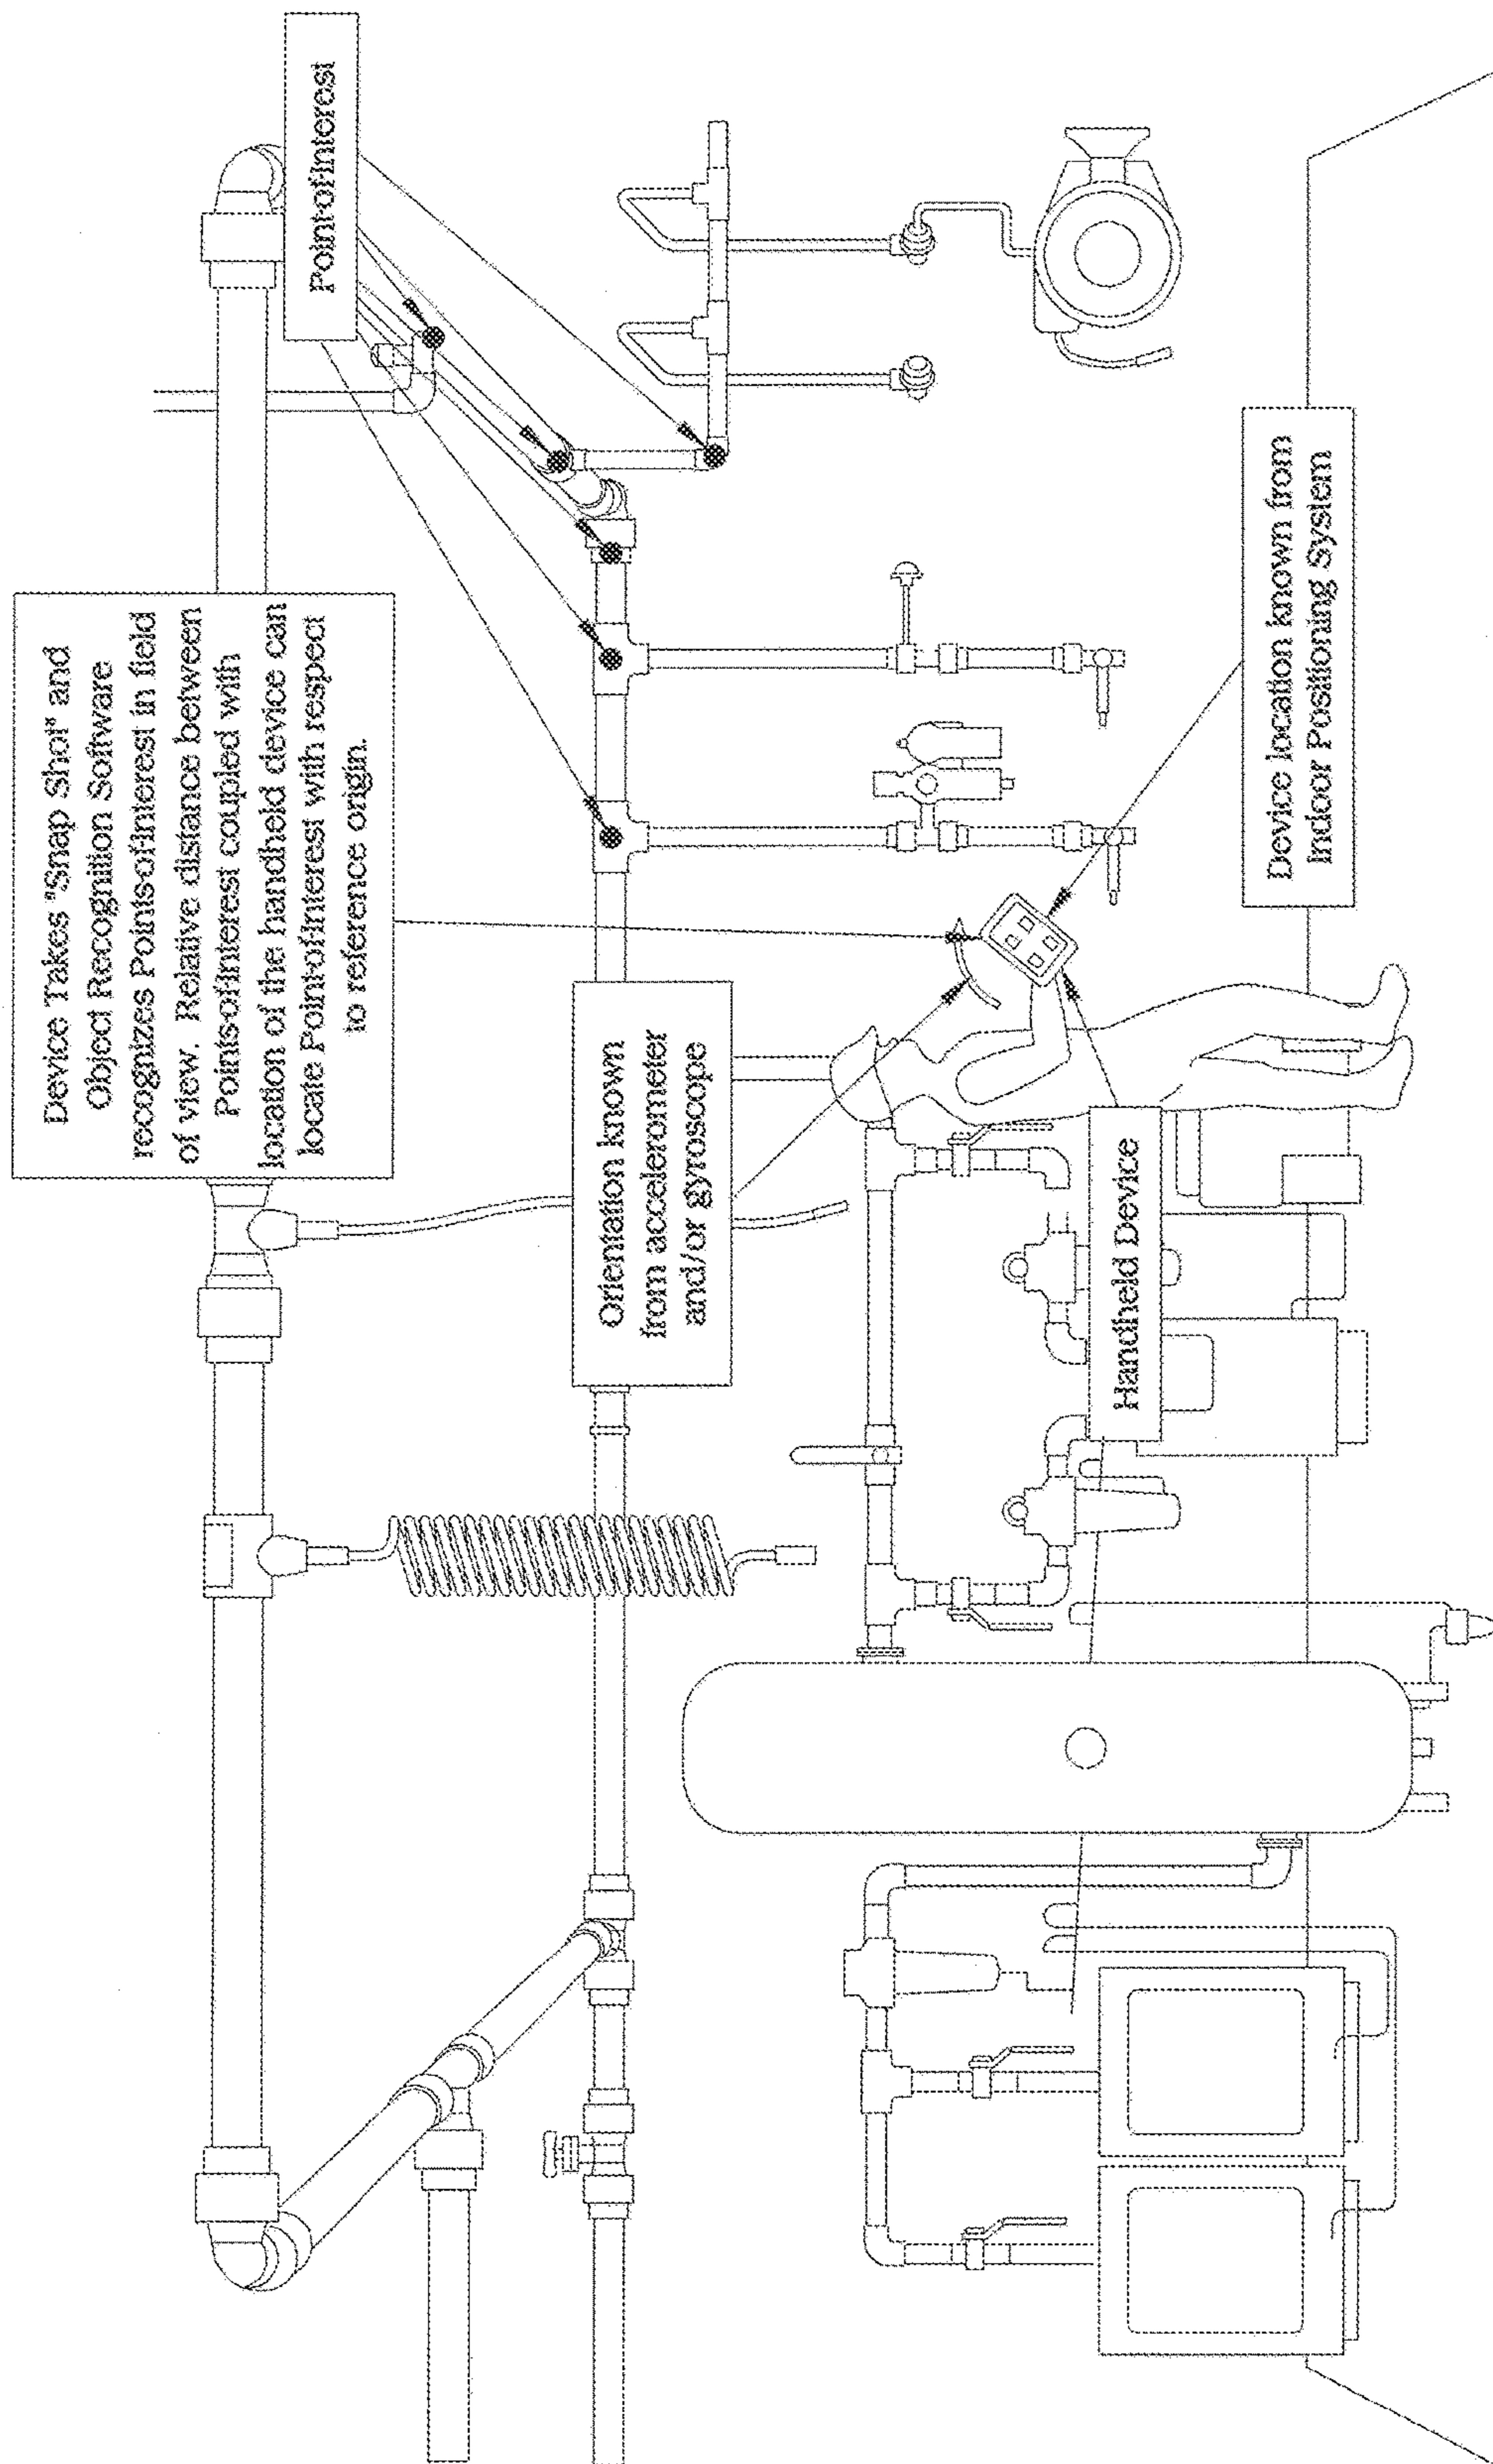 Device Takes "Snap Shot" and
Object Recognition Software
recognizes Points-of-Interest in field
of view. Relative distance between
Points-of-Interest coupled with
location of the handheld device can
locate Point-of-Interest with respect
to reference origin.
Point-of-Interest
Orientation known
from accelerometer
and/or gyroscope
Handheld Device
Device location known from
Indoor Positioning System